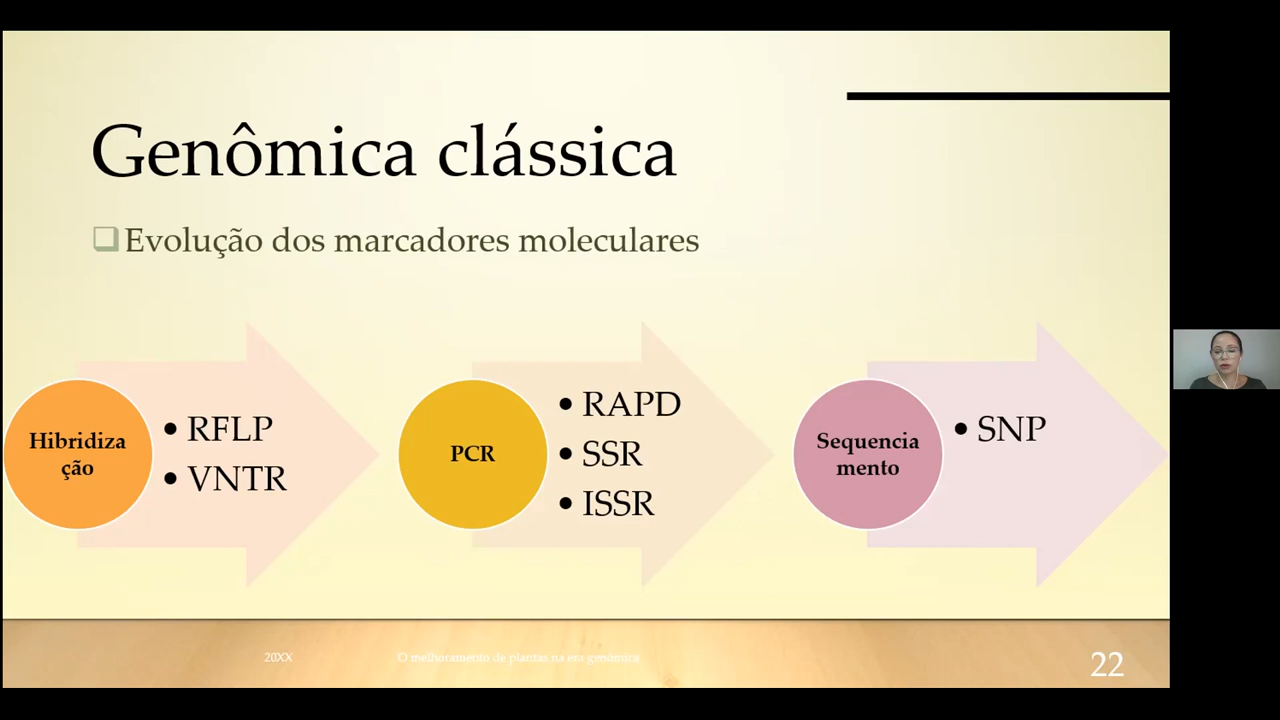 Genômica clássica
Evolução dos marcadores moleculares
Hibridiza
ção
• RFLP
• VNTR
PCR
• RAPD
• SSR
• ISSR
Sequencia
mento
• SNP
20XX
O melhoramento de plantas na era genômica
22